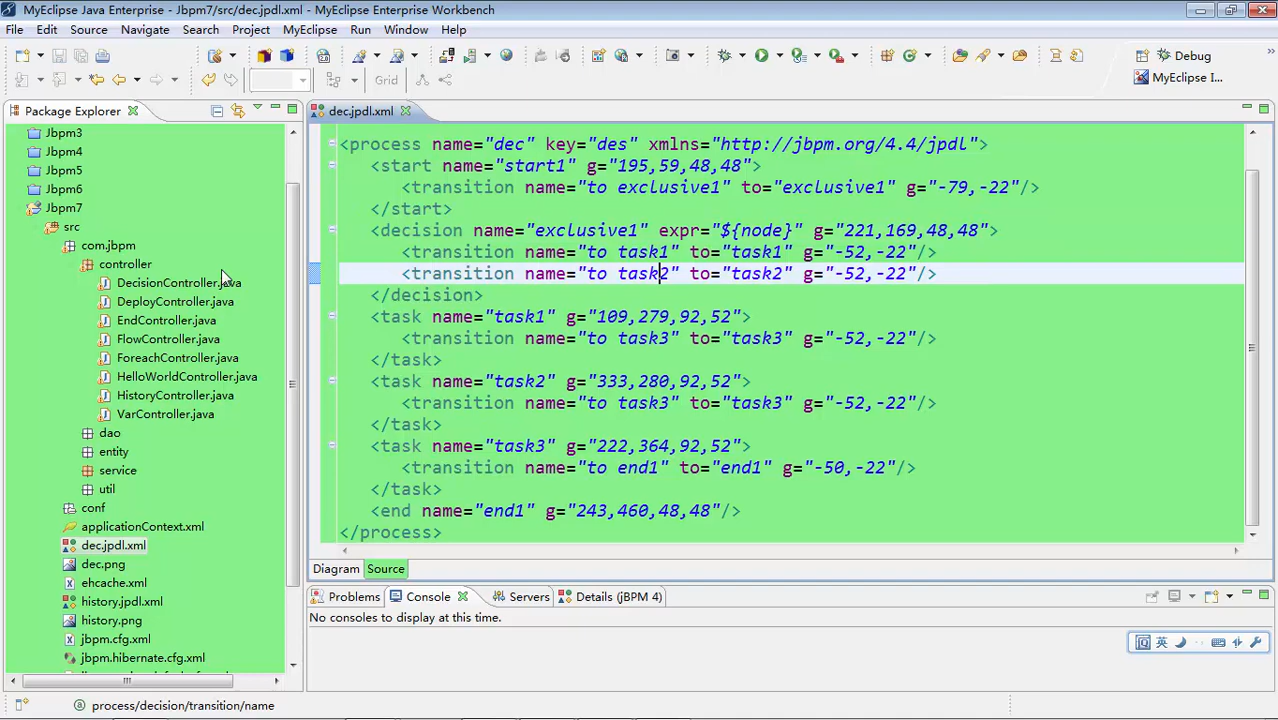 MyEclipse Java Enterprise - Jbpm7/src/dec.jpdl.xml - MyEclipse Enterprise Workbench
File Edit Source Navigate Search Project MyEclipse Run Window Help
Debug
Grid
MyEclipse I...
Package Explorer
Jbpm3
Jbpm4
Jbpm5
Jbpm6
Jbpm7
src
com.jbpm
controller
DecisionController.java
DeployController.java
EndController.java
FlowController.java
ForeachController.java
HelloWorldController.java
HistoryController.java
VarController.java
dao
entity
service
util
conf
applicationContext.xml
dec.jpdl.xml
dec.png
ehcache.xml
history.jpdl.xml
history.png
jbpm.cfg.xml
jbpm.hibernate.cfg.xml
dec.jpdl.xml
<process name="dec" key="des" xmlns="http://jbpm.org/4.4/jpdl">
<start name="start1" g="195,59,48,48">
<transition name="to exclusive1" to="exclusive1" g="-79,-22"/>
</start>
<decision name="exclusive1" expr="${node}" g="221,169,48,48">
<transition name="to task1" to="task1" g="-52,-22"/>
<transition name="to task2" to="task2" g="-52,-22"/>
</decision>
<task name="task1" g="109,279,92,52">
<transition name="to task3" to="task3" g="-52,-22"/>
</task>
<task name="task2" g="333,280,92,52">
<transition name="to task3" to="task3" g="-52,-22"/>
</task>
<task name="task3" g="222,364,92,52">
<transition name="to end1" to="end1" g="-50,-22"/>
</task>
<end name="end1" g="243,460,48,48"/>
</process>
Diagram Source
Problems Console Servers Details (jBPM 4)
No consoles to display at this time.
英
process/decision/transition/name